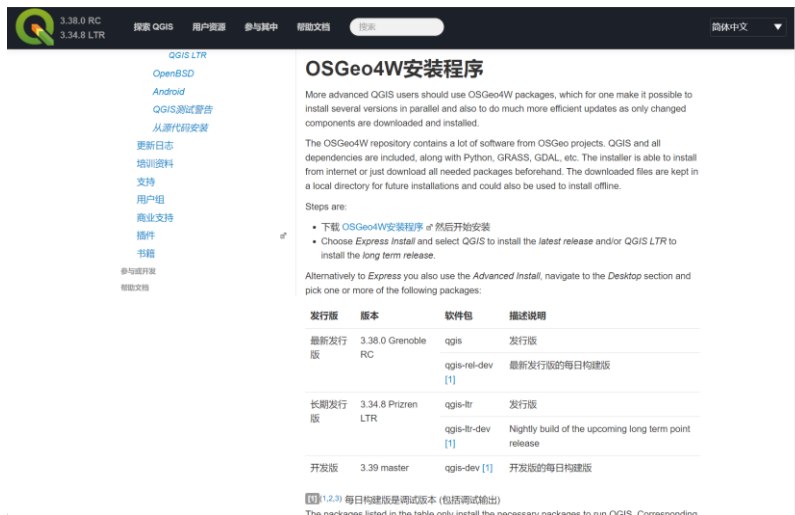 3.38.0 RC
3.34.8 LTR
探索 QGIS 用户资源 参与其中 帮助文档 搜索 简体中文
QGIS LTR
OpenBSD
Android
QGIS测试警告
从源代码安装
更新日志
培训资料
支持
用户组
商业支持
插件
书籍
参与或开发
帮助文档
OSGeo4W安装程序
More advanced QGIS users should use OSGeo4W packages, which for one make it possible to
install several versions in parallel and also to do much more efficient updates as only changed
components are downloaded and installed.
The OSGeo4W repository contains a lot of software from OSGeo projects. QGIS and all
dependencies are included, along with Python, GRASS, GDAL, etc. The installer is able to install
from internet or just download all needed packages beforehand. The downloaded files are kept in
a local directory for future installations and could also be used to install offline.
Steps are:
• 下载 OSGeo4W安装程序 然后开始安装
• Choose Express Install and select QGIS to install the latest release and/or QGIS LTR to
install the long term release.
Alternatively to Express you also use the Advanced Install, navigate to the Desktop section and
pick one or more of the following packages:
发行版 版本 软件包 描述说明
最新发行版 3.38.0 Grenoble RC qgis 发行版
qgis-rel-dev [1] 最新发行版的每日构建版
长期发行版 3.34.8 Prizren LTR qgis-ltr 发行版
qgis-ltr-dev [1] Nightly build of the upcoming long term point release
开发版 3.39 master qgis-dev [1] 开发版的每日构建版
[1](1,2,3) 每日构建版是调试版本 (包括调试输出)
The packages listed in the table only install the necessary packages to run QGIS. Corresponding